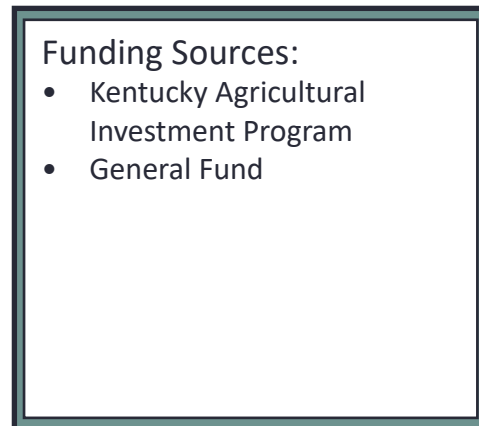 Funding Sources:
• Kentucky Agricultural
Investment Program
• General Fund